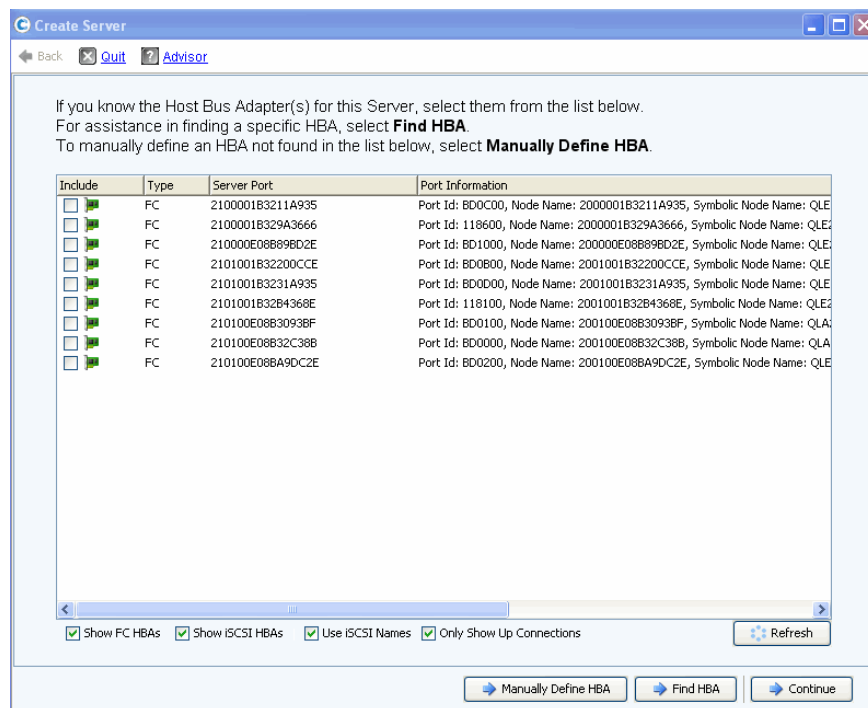 Create Server
Back Quit ? Advisor
If you know the Host Bus Adapter(s) for this Server, select them from the list below.
For assistance in finding a specific HBA, select Find HBA.
To manually define an HBA not found in the list below, select Manually Define HBA.
Include Type Server Port Port Information
FC 2100001B3211A935 Port Id: BD0C00, Node Name: 2000001B3211A935, Symbolic Node Name: QLE
FC 2100001B329A3666 Port Id: 118600, Node Name: 2000001B329A3666, Symbolic Node Name: QLE2
FC 210000E08B89BD2E Port Id: BD1000, Node Name: 200000E08B89BD2E, Symbolic Node Name: QLE2
FC 2101001B32200CCE Port Id: BD0B00, Node Name: 2001001B32200CCE, Symbolic Node Name: QLE
FC 2101001B3231A935 Port Id: BD0D00, Node Name: 2001001B3231A935, Symbolic Node Name: QLE
FC 2101001B32B4368E Port Id: 118100, Node Name: 2001001B32B4368E, Symbolic Node Name: QLE2
FC 210100E08B3093BF Port Id: BD0100, Node Name: 200100E08B3093BF, Symbolic Node Name: QLA2
FC 210100E08B32C38B Port Id: BD0000, Node Name: 200100E08B32C38B, Symbolic Node Name: QLA
FC 210100E08BA9DC2E Port Id: BD0200, Node Name: 200100E08BA9DC2E, Symbolic Node Name: QLE
Show FC HBAs Show iSCSI HBAs Use iSCSI Names Only Show Up Connections Refresh
Manually Define HBA Find HBA Continue